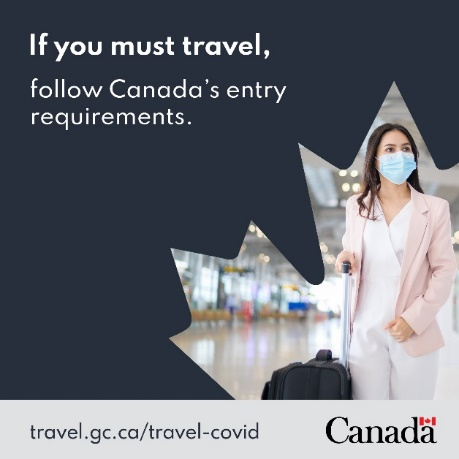 If you must travel,
follow Canada’s entry
requirements.
travel.gc.ca/travel-covid
Canada